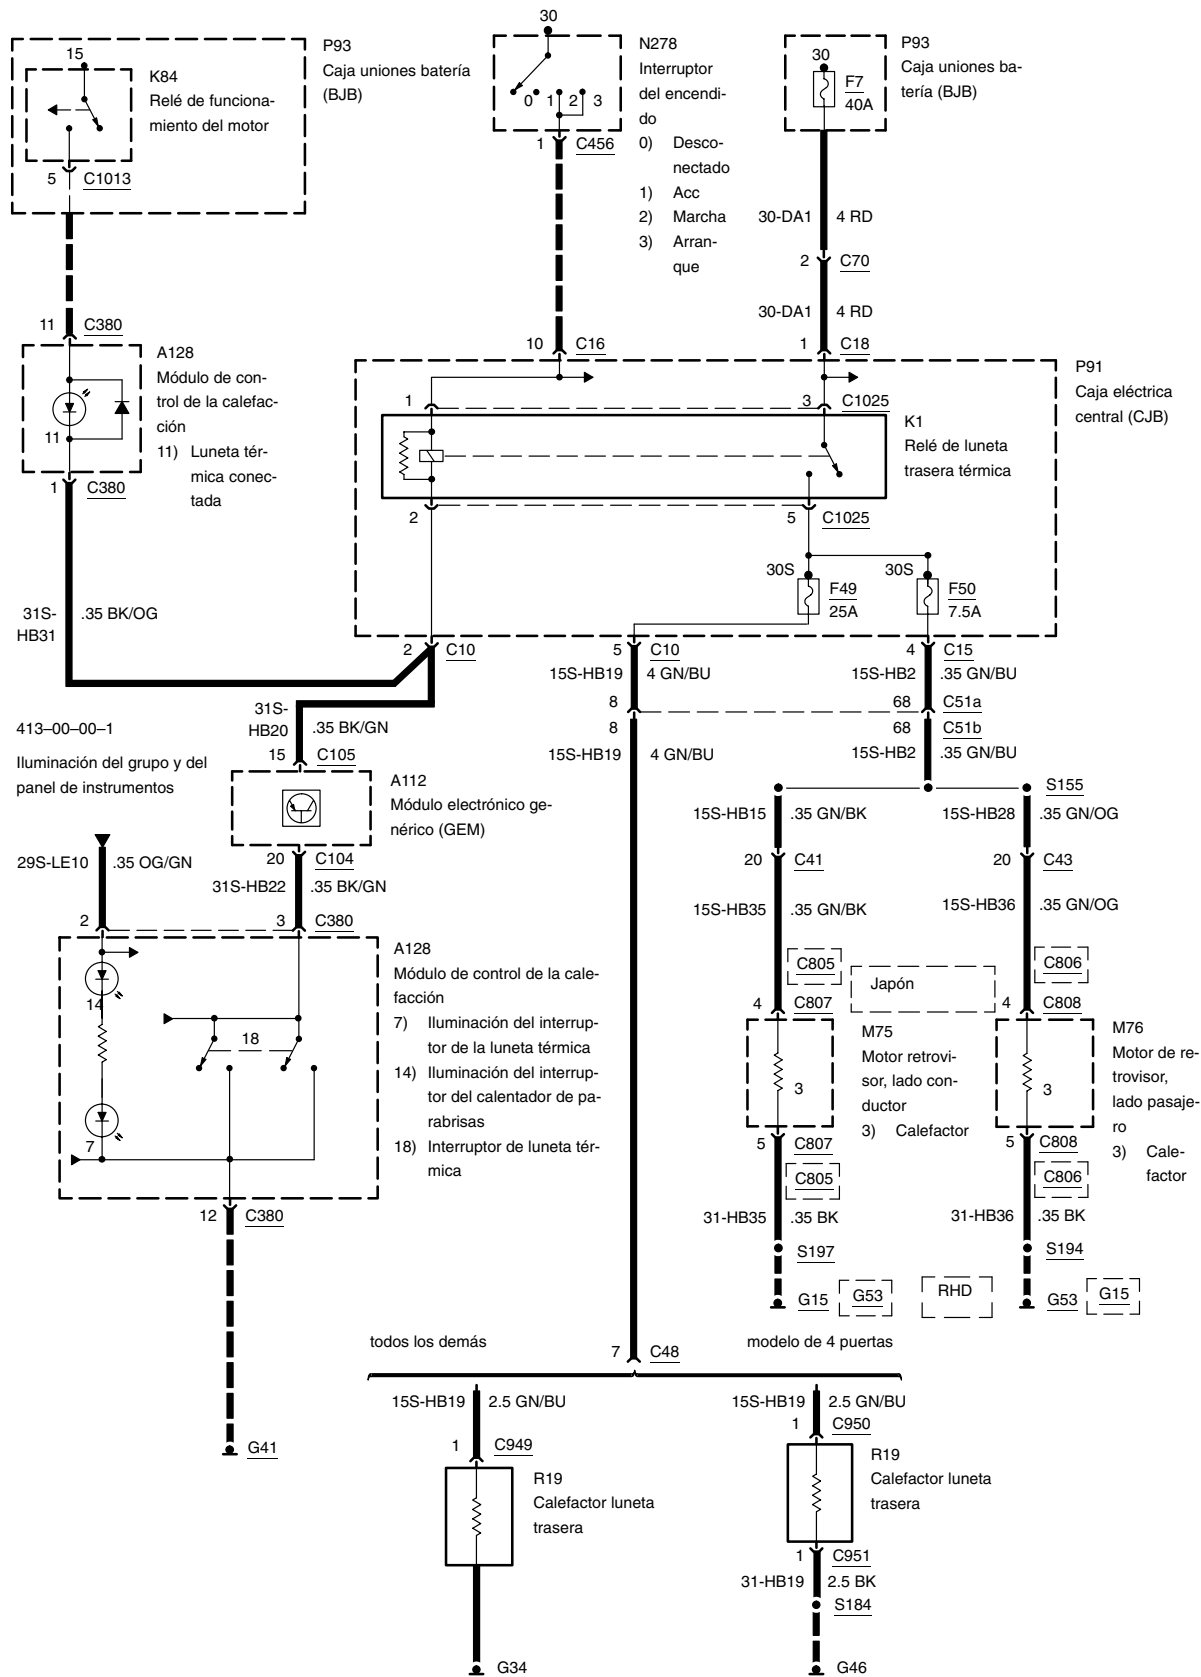 30
15
K84
Relé de funciona-
miento del motor
5 C1013
P93
Caja uniones batería
(BJB)
0 1 2 3
1 C456
N278
Interruptor
del encendi-
do
0) Desco-
nectado
1) Acc
2) Marcha
3) Arran-
que
30
F7
40A
P93
Caja uniones ba-
tería (BJB)
30-DA1 4 RD
2 C70
30-DA1 4 RD
11 C380
10 C16
1 C18
A128
Módulo de con-
trol de la calefac-
ción
11) Luneta tér-
mica conec-
tada
11
1 C380
P91
Caja eléctrica
central (CJB)
1
3 C1025
K1
Relé de luneta
trasera térmica
2
5 C1025
30S
F49
25A
30S
F50
7.5A
31S-
HB31
.35 BK/OG
2 C10
5 C10
4 C15
15S-HB19 4 GN/BU
15S-HB2 .35 GN/BU
8
68 C51a
8
68 C51b
15S-HB19 4 GN/BU
15S-HB2 .35 GN/BU
31S-
HB20
.35 BK/GN
413–00–00–1
Iluminación del grupo y del
panel de instrumentos
15 C105
A112
Módulo electrónico ge-
nérico (GEM)
20 C104
S155
15S-HB15 .35 GN/BK
15S-HB28 .35 GN/OG
20 C41
20 C43
29S-LE10 .35 OG/GN
31S-HB22 .35 BK/GN
15S-HB35 .35 GN/BK
15S-HB36 .35 GN/OG
2
3 C380
A128
Módulo de control de la cale-
facción
7) Iluminación del interrup-
tor de la luneta térmica
14) Iluminación del interrup-
tor del calentador de pa-
rabrisas
18) Interruptor de luneta tér-
mica
14
18
7
C805
Japón
C806
4 C807
4 C808
M75
Motor retrovi-
sor, lado con-
ductor
3) Calefactor
3
M76
Motor de re-
trovisor,
lado pasaje-
ro
3) Cale-
factor
3
5 C807
5 C808
C805
C806
12 C380
31-HB35 .35 BK
31-HB36 .35 BK
S197
S194
G15 G53
RHD
G53 G15
todos los demás
7 C48
modelo de 4 puertas
15S-HB19 2.5 GN/BU
15S-HB19 2.5 GN/BU
1 C950
G41
1 C949
R19
Calefactor luneta
trasera
R19
Calefactor luneta
trasera
1 C951
31-HB19 2.5 BK
S184
G34
G46